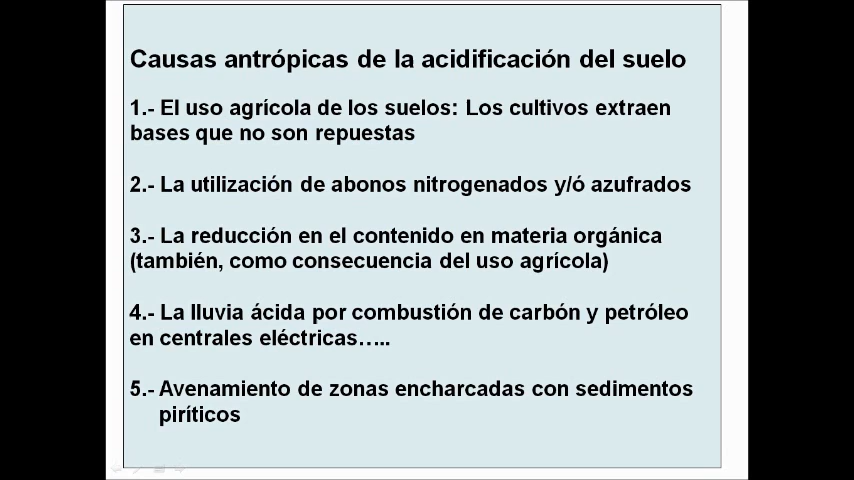 Causas antrópicas de la acidificación del suelo
1.- El uso agrícola de los suelos: Los cultivos extraen
bases que no son repuestas
2.- La utilización de abonos nitrogenados y/ó azufrados
3.- La reducción en el contenido en materia orgánica
(también, como consecuencia del uso agrícola)
4.- La lluvia ácida por combustión de carbón y petróleo
en centrales eléctricas…..
5.- Avenamiento de zonas encharcadas con sedimentos
piríticos